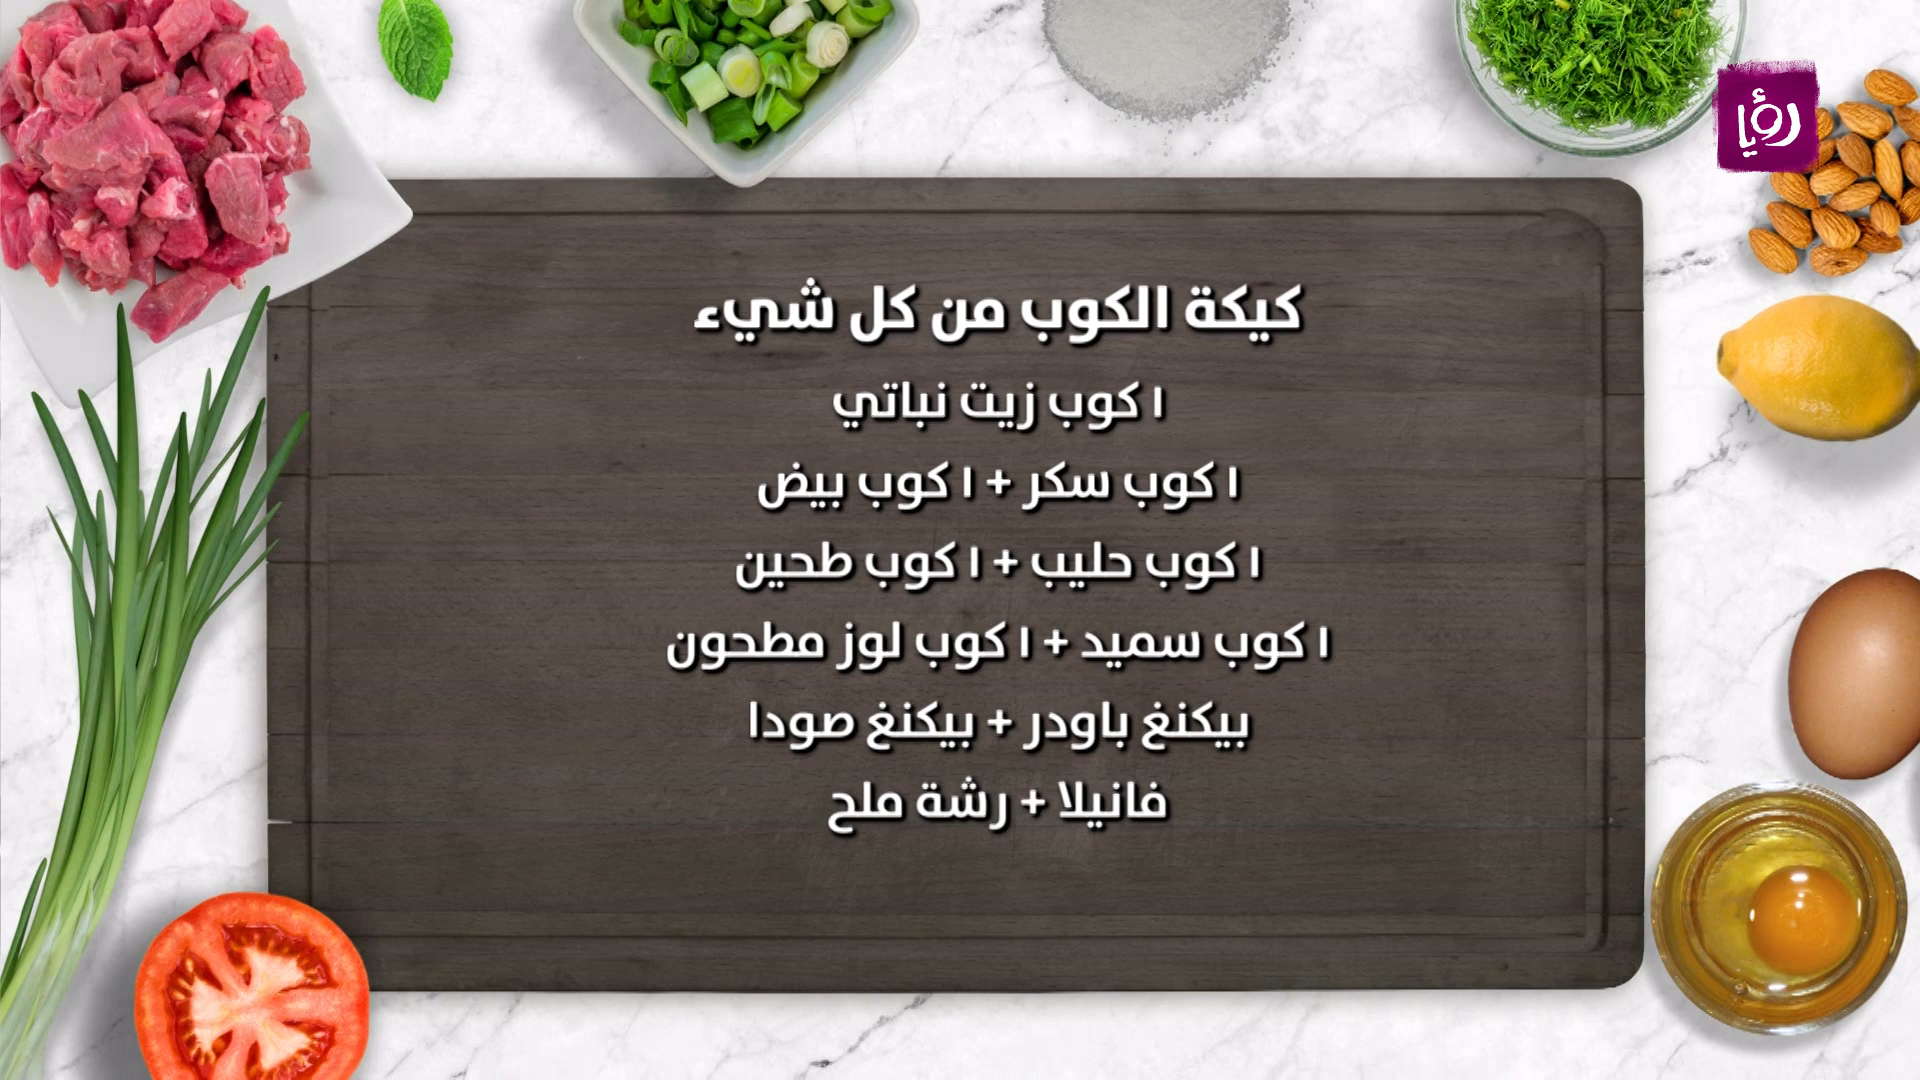 رؤيا
كيكة الكوب من كل شيء
١ كوب زيت نباتي
١ كوب سكر + ١ كوب بيض
١ كوب حليب + ١ كوب طحين
١ كوب سميد + ١ كوب لوز مطحون
بيكنغ باودر + بيكنغ صودا
فانيلا + رشة ملح